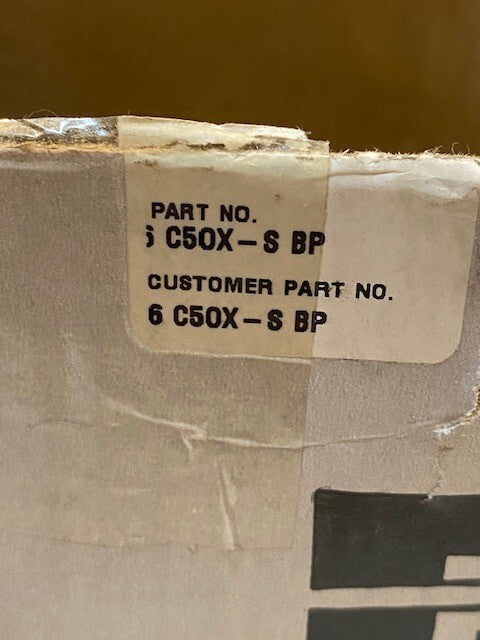 PART NO.
6 C50X-S BP
CUSTOMER PART NO.
6 C50X-S BP